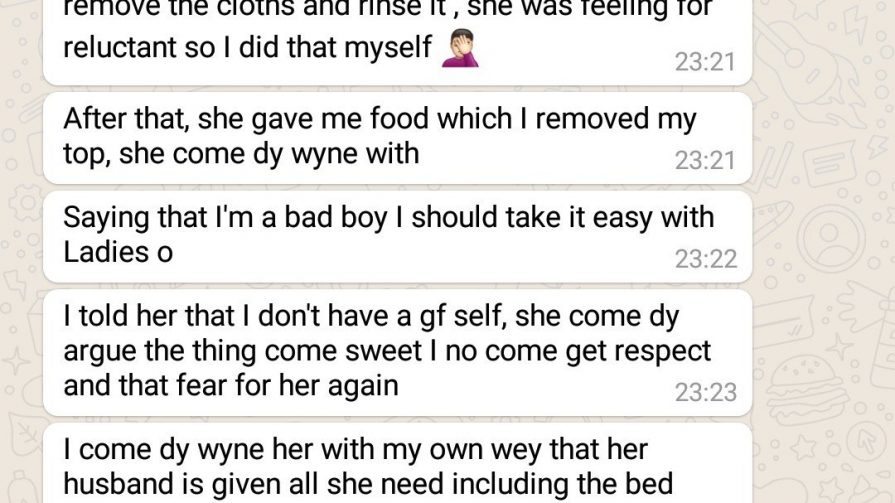 remove the cloths and rinse it , she was feeling for
reluctant so I did that myself 🤦🏻‍♂️
23:21
After that, she gave me food which I removed my
top, she come dy wyne with
23:21
Saying that I'm a bad boy I should take it easy with
Ladies o
23:22
I told her that I don't have a gf self, she come dy
argue the thing come sweet I no come get respect
and that fear for her again
23:23
I come dy wyne her with my own wey that her
husband is given all she need including the bed